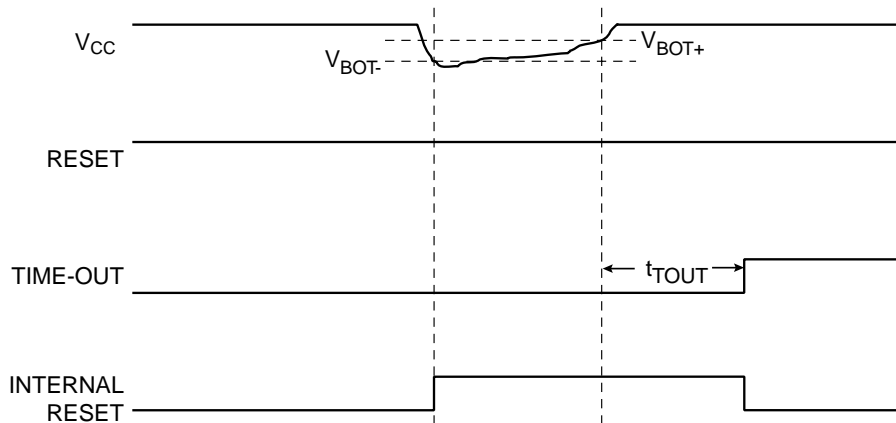 VCC
VBOT-
VBOT+
RESET
TIME-OUT
tTOUT
INTERNAL
RESET